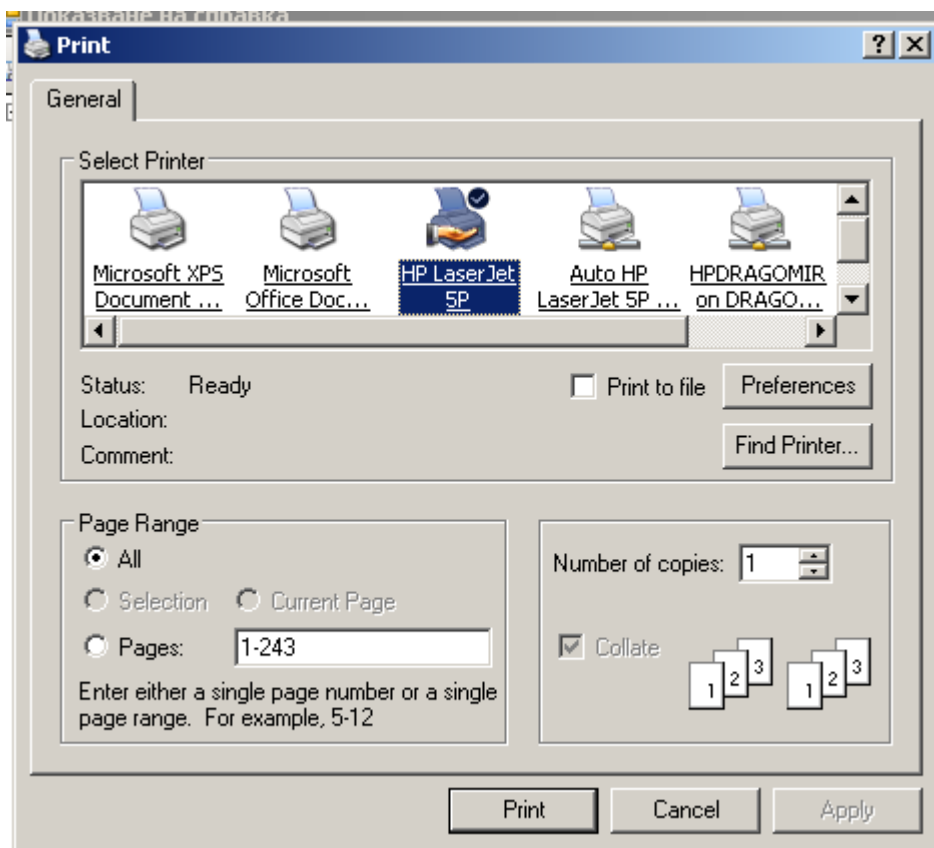 Показване на справка
Print
General
Select Printer
Microsoft XPS Document ...
Microsoft Office Doc...
HP LaserJet 5P
Auto HP LaserJet 5P ...
HPDRAGOMIR on DRAGO...
Status: Ready
Print to file
Preferences
Location:
Comment:
Find Printer...
Page Range
All
Selection
Current Page
Pages: 1-243
Enter either a single page number or a single
page range. For example, 5-12
Number of copies: 1
Collate
1 2 3 1 2 3
Print
Cancel
Apply